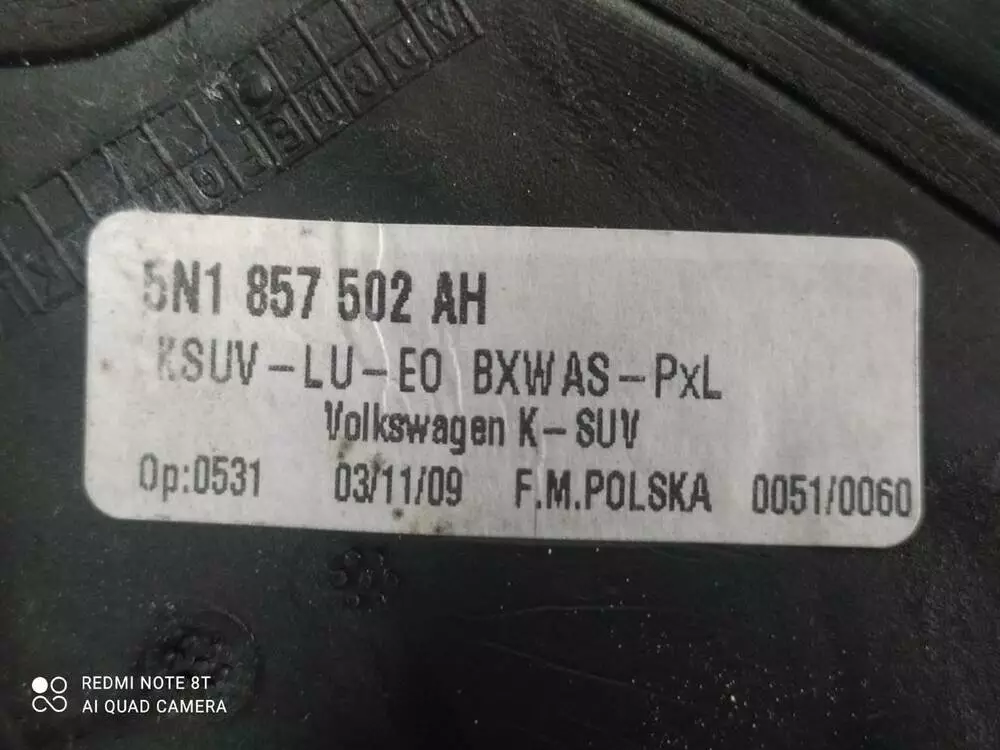 5N1 857 502 AH
KSUV-LU-EO BXWAS-PxL
Volkswagen K-SUV
Op:0531 03/11/09 F.M.POLSKA 0051/0060
REDMI NOTE 8T
AI QUAD CAMERA